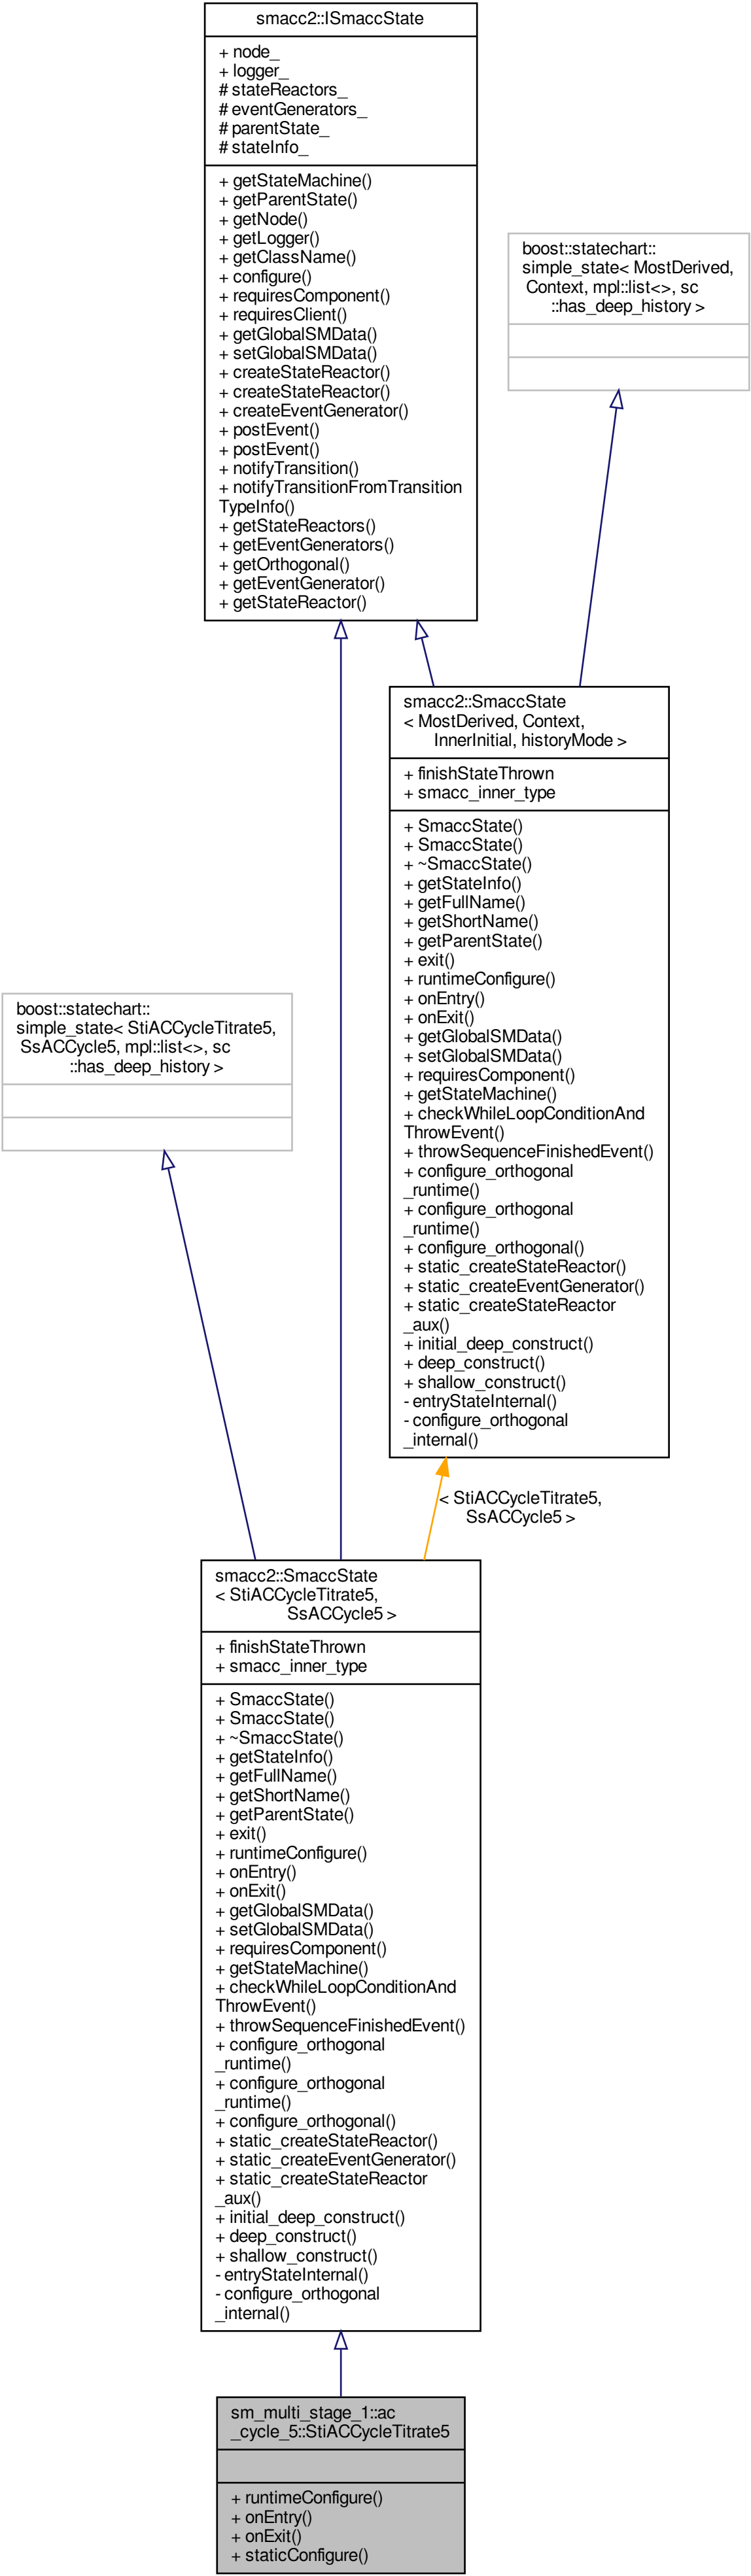 smacc2::ISmaccState
+ node_
+ logger_
# stateReactors_
# eventGenerators_
# parentState_
# stateInfo_
+ getStateMachine()
+ getParentState()
+ getNode()
+ getLogger()
+ getClassName()
+ configure()
+ requiresComponent()
+ requiresClient()
+ getGlobalSMData()
+ setGlobalSMData()
+ createStateReactor()
+ createStateReactor()
+ createEventGenerator()
+ postEvent()
+ postEvent()
+ notifyTransition()
+ notifyTransitionFromTransition
TypeInfo()
+ getStateReactors()
+ getEventGenerators()
+ getOrthogonal()
+ getEventGenerator()
+ getStateReactor()
boost::statechart::
simple_state< MostDerived,
Context, mpl::list<>, sc
::has_deep_history >
smacc2::SmaccState
< MostDerived, Context,
InnerInitial, historyMode >
+ finishStateThrown
+ smacc_inner_type
+ SmaccState()
+ SmaccState()
+ ~SmaccState()
+ getStateInfo()
+ getFullName()
+ getShortName()
+ getParentState()
+ exit()
+ runtimeConfigure()
+ onEntry()
+ onExit()
+ getGlobalSMData()
+ setGlobalSMData()
+ requiresComponent()
+ getStateMachine()
+ checkWhileLoopConditionAnd
ThrowEvent()
+ throwSequenceFinishedEvent()
+ configure_orthogonal
_runtime()
+ configure_orthogonal
_runtime()
+ configure_orthogonal()
+ static_createStateReactor()
+ static_createEventGenerator()
+ static_createStateReactor
_aux()
+ initial_deep_construct()
+ deep_construct()
+ shallow_construct()
- entryStateInternal()
- configure_orthogonal
_internal()
boost::statechart::
simple_state< StiACCycleTitrate5,
SsACCycle5, mpl::list<>, sc
::has_deep_history >
< StiACCycleTitrate5,
SsACCycle5 >
smacc2::SmaccState
< StiACCycleTitrate5,
SsACCycle5 >
+ finishStateThrown
+ smacc_inner_type
+ SmaccState()
+ SmaccState()
+ ~SmaccState()
+ getStateInfo()
+ getFullName()
+ getShortName()
+ getParentState()
+ exit()
+ runtimeConfigure()
+ onEntry()
+ onExit()
+ getGlobalSMData()
+ setGlobalSMData()
+ requiresComponent()
+ getStateMachine()
+ checkWhileLoopConditionAnd
ThrowEvent()
+ throwSequenceFinishedEvent()
+ configure_orthogonal
_runtime()
+ configure_orthogonal
_runtime()
+ configure_orthogonal()
+ static_createStateReactor()
+ static_createEventGenerator()
+ static_createStateReactor
_aux()
+ initial_deep_construct()
+ deep_construct()
+ shallow_construct()
- entryStateInternal()
- configure_orthogonal
_internal()
sm_multi_stage_1::ac
_cycle_5::StiACCycleTitrate5
+ runtimeConfigure()
+ onEntry()
+ onExit()
+ staticConfigure()